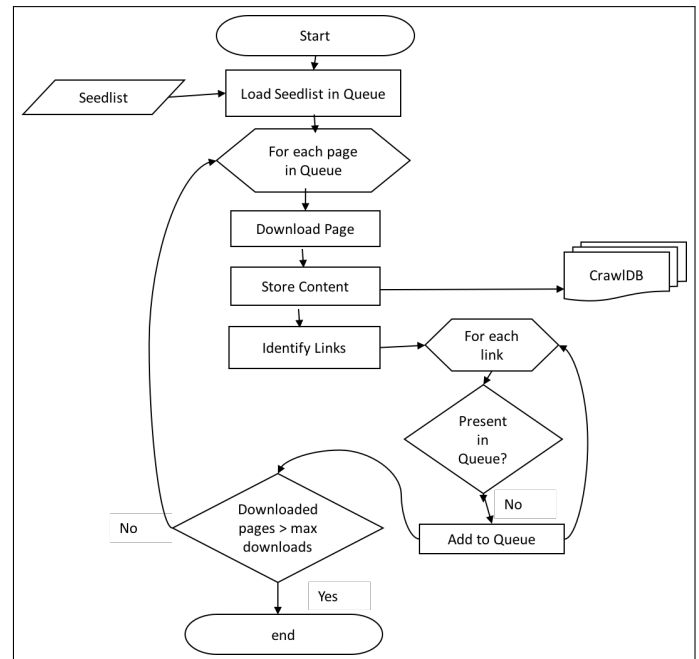 Start
Seedlist
Load Seedlist in Queue
For each page
in Queue
Download Page
Store Content
CrawlDB
Identify Links
For each
link
Present
in
Queue?
No
Add to Queue
Downloaded
pages > max
downloads
No
Yes
end